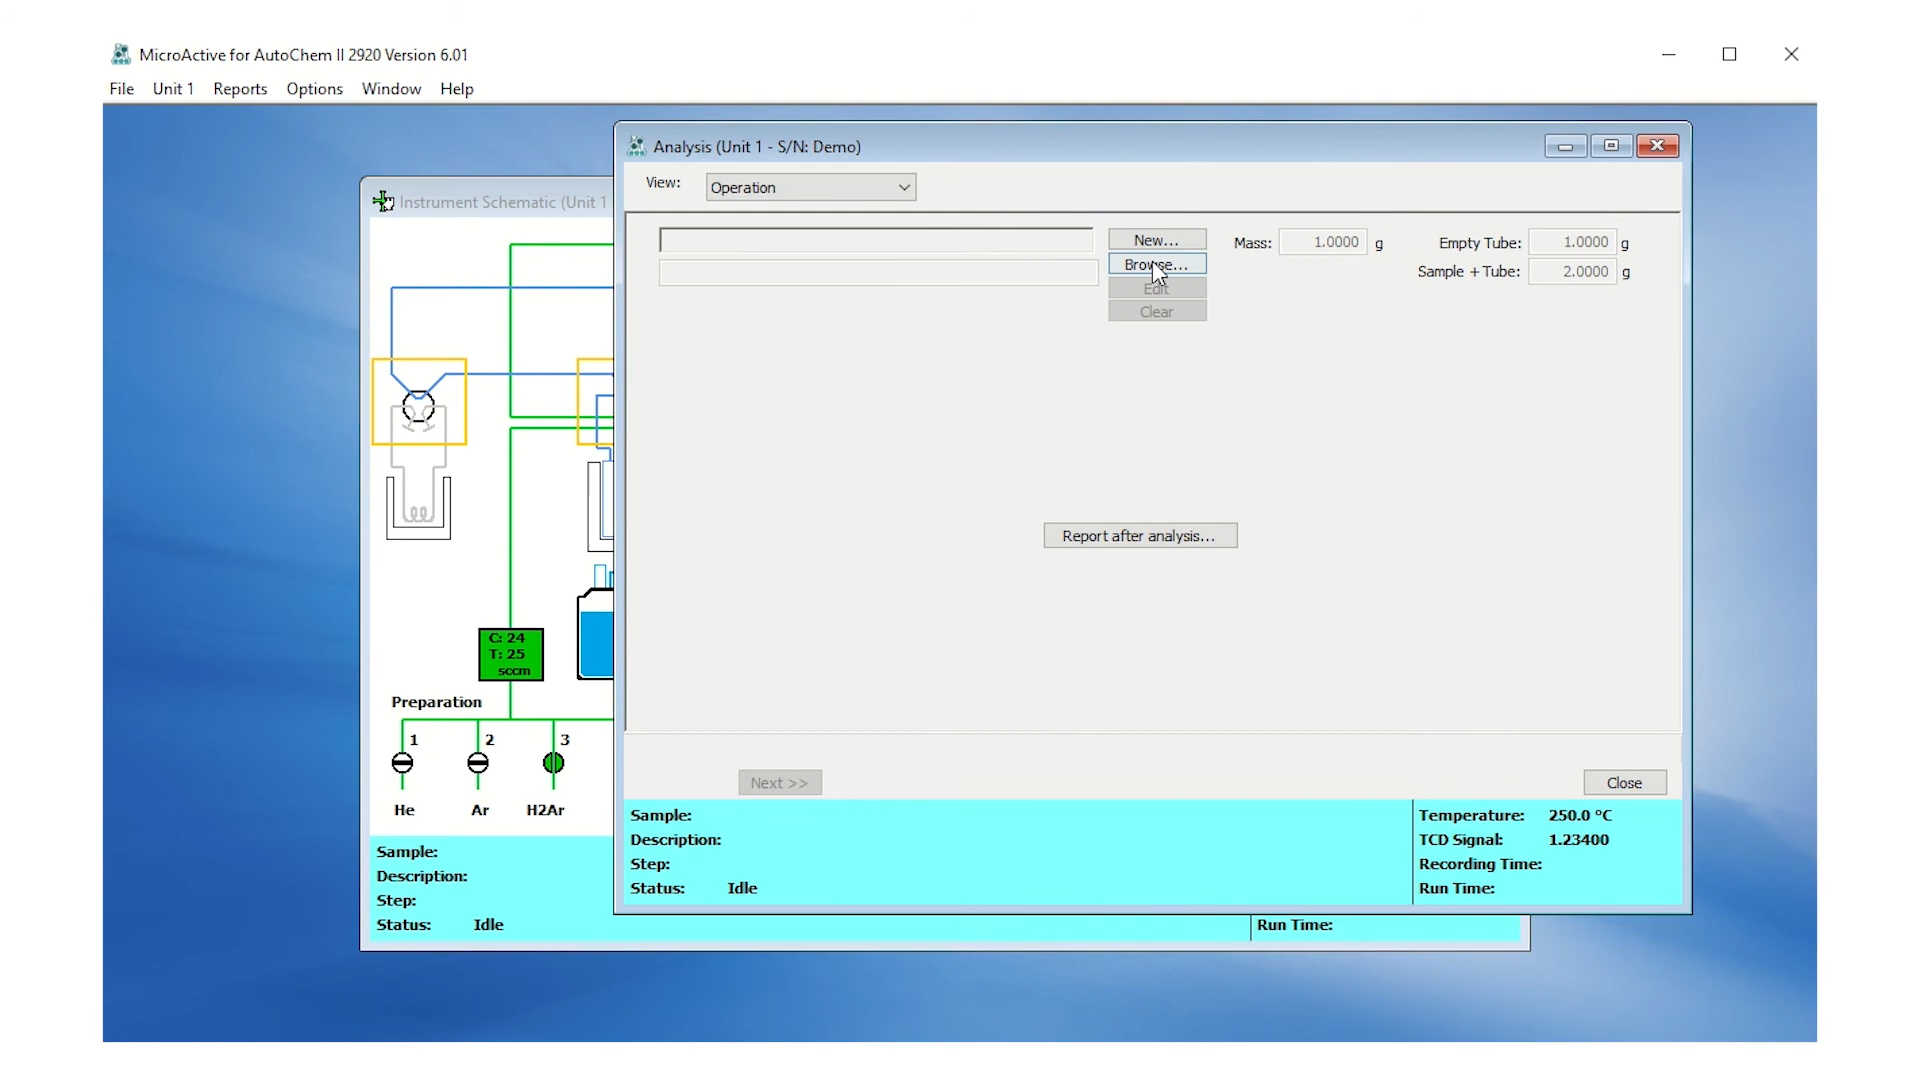 MicroActive for AutoChem II 2920 Version 6.01
File Unit 1 Reports Options Window Help
Analysis (Unit 1 - S/N: Demo)
View: Operation
Instrument Schematic (Unit 1
New...
Browse...
Edit
Clear
Mass: 1.0000 g
Empty Tube: 1.0000 g
Sample + Tube: 2.0000 g
Report after analysis...
C: 24
T: 25
sccm
Preparation
1 2 3
He Ar H2Ar
Next >>
Close
Sample:
Description:
Step:
Status: Idle
Temperature: 250.0 °C
TCD Signal: 1.23400
Recording Time:
Run Time:
Sample:
Description:
Step:
Status: Idle
Run Time: